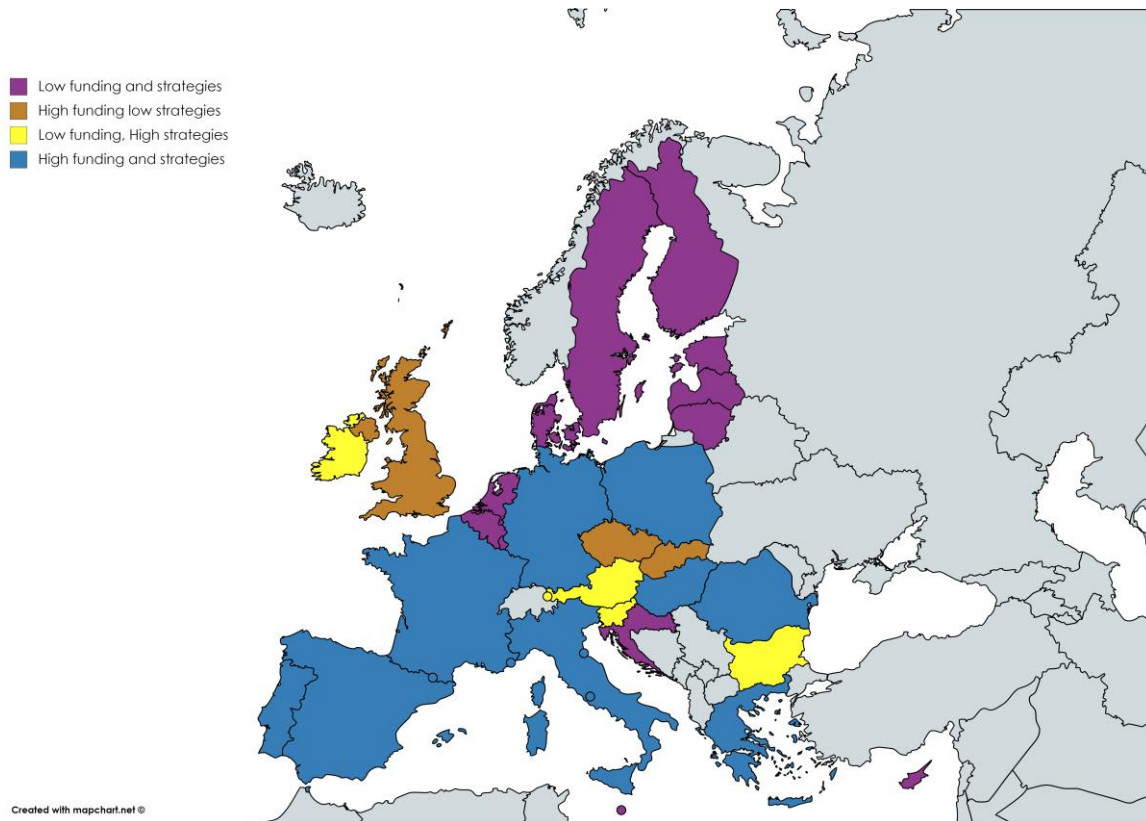 Low funding and strategies
High funding low strategies
Low funding, High strategies
High funding and strategies
Created with mapchart.net ©